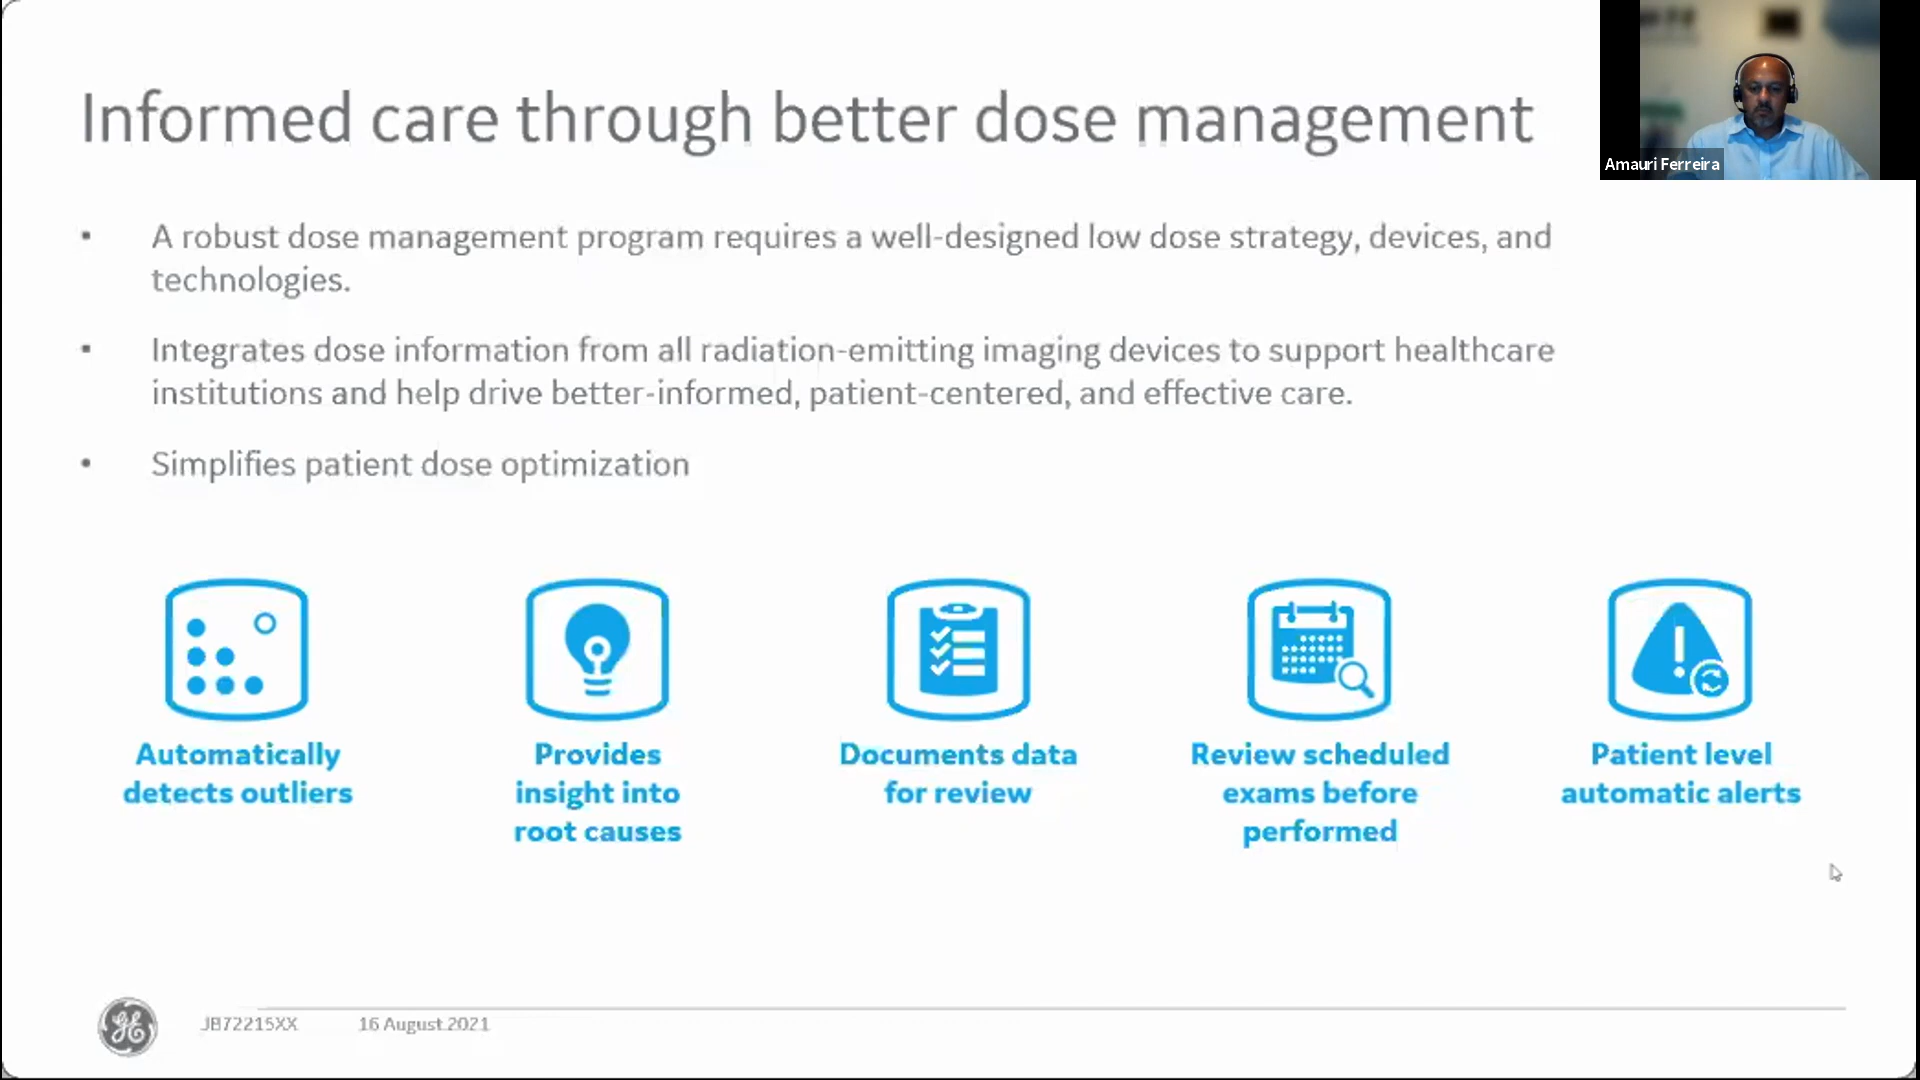 Informed care through better dose management
Amauri Ferreira
• A robust dose management program requires a well-designed low dose strategy, devices, and
technologies.
• Integrates dose information from all radiation-emitting imaging devices to support healthcare
institutions and help drive better-informed, patient-centered, and effective care.
• Simplifies patient dose optimization
Automatically
detects outliers
Provides
insight into
root causes
Documents data
for review
Review scheduled
exams before
performed
Patient level
automatic alerts
GE
JB72215XX
16 August 2021